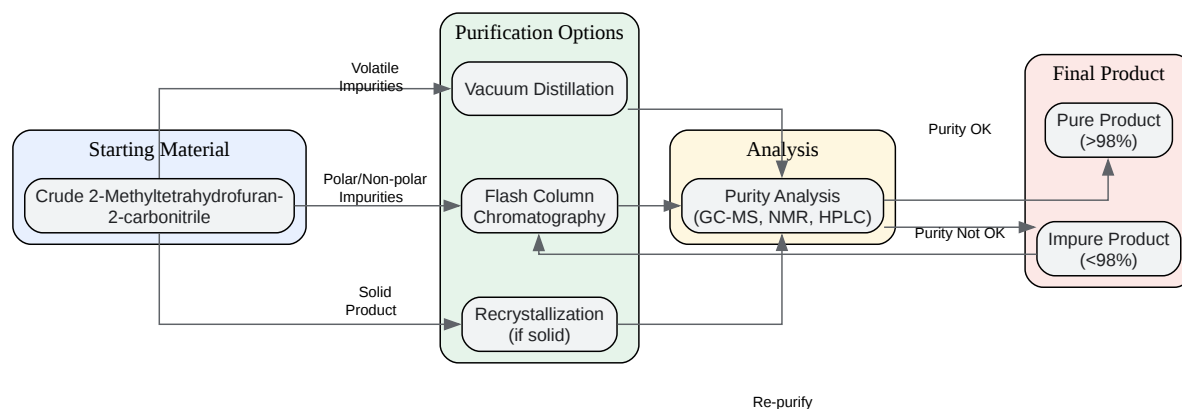 Purification Options
Volatile
Impurities
Vacuum Distillation
Final Product
Pure Product
(>98%)
Purity OK
Starting Material
Analysis
Crude 2-Methyltetrahydrofuran-
2-carbonitrile
Polar/Non-polar
Impurities
Flash Column
Chromatography
Purity Analysis
(GC-MS, NMR, HPLC)
Purity Not OK
Impure Product
(<98%)
Solid
Product
Recrystallization
(if solid)
Re-purify